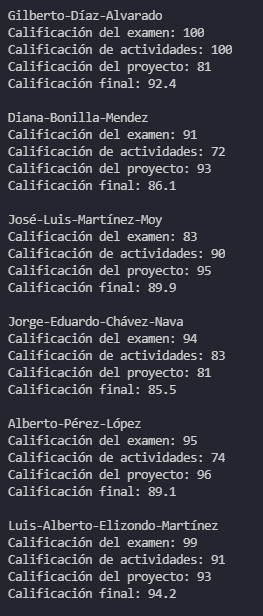 Gilberto-Díaz-Alvarado
Calificación del examen: 100
Calificación de actividades: 100
Calificación del proyecto: 81
Calificación final: 92.4
Diana-Bonilla-Mendez
Calificación del examen: 91
Calificación de actividades: 72
Calificación del proyecto: 93
Calificación final: 86.1
José-Luis-Martínez-Moy
Calificación del examen: 83
Calificación de actividades: 90
Calificación del proyecto: 95
Calificación final: 89.9
Jorge-Eduardo-Chávez-Nava
Calificación del examen: 94
Calificación de actividades: 83
Calificación del proyecto: 81
Calificación final: 85.5
Alberto-Pérez-López
Calificación del examen: 95
Calificación de actividades: 74
Calificación del proyecto: 96
Calificación final: 89.1
Luis-Alberto-Elizondo-Martínez
Calificación del examen: 99
Calificación de actividades: 91
Calificación del proyecto: 93
Calificación final: 94.2